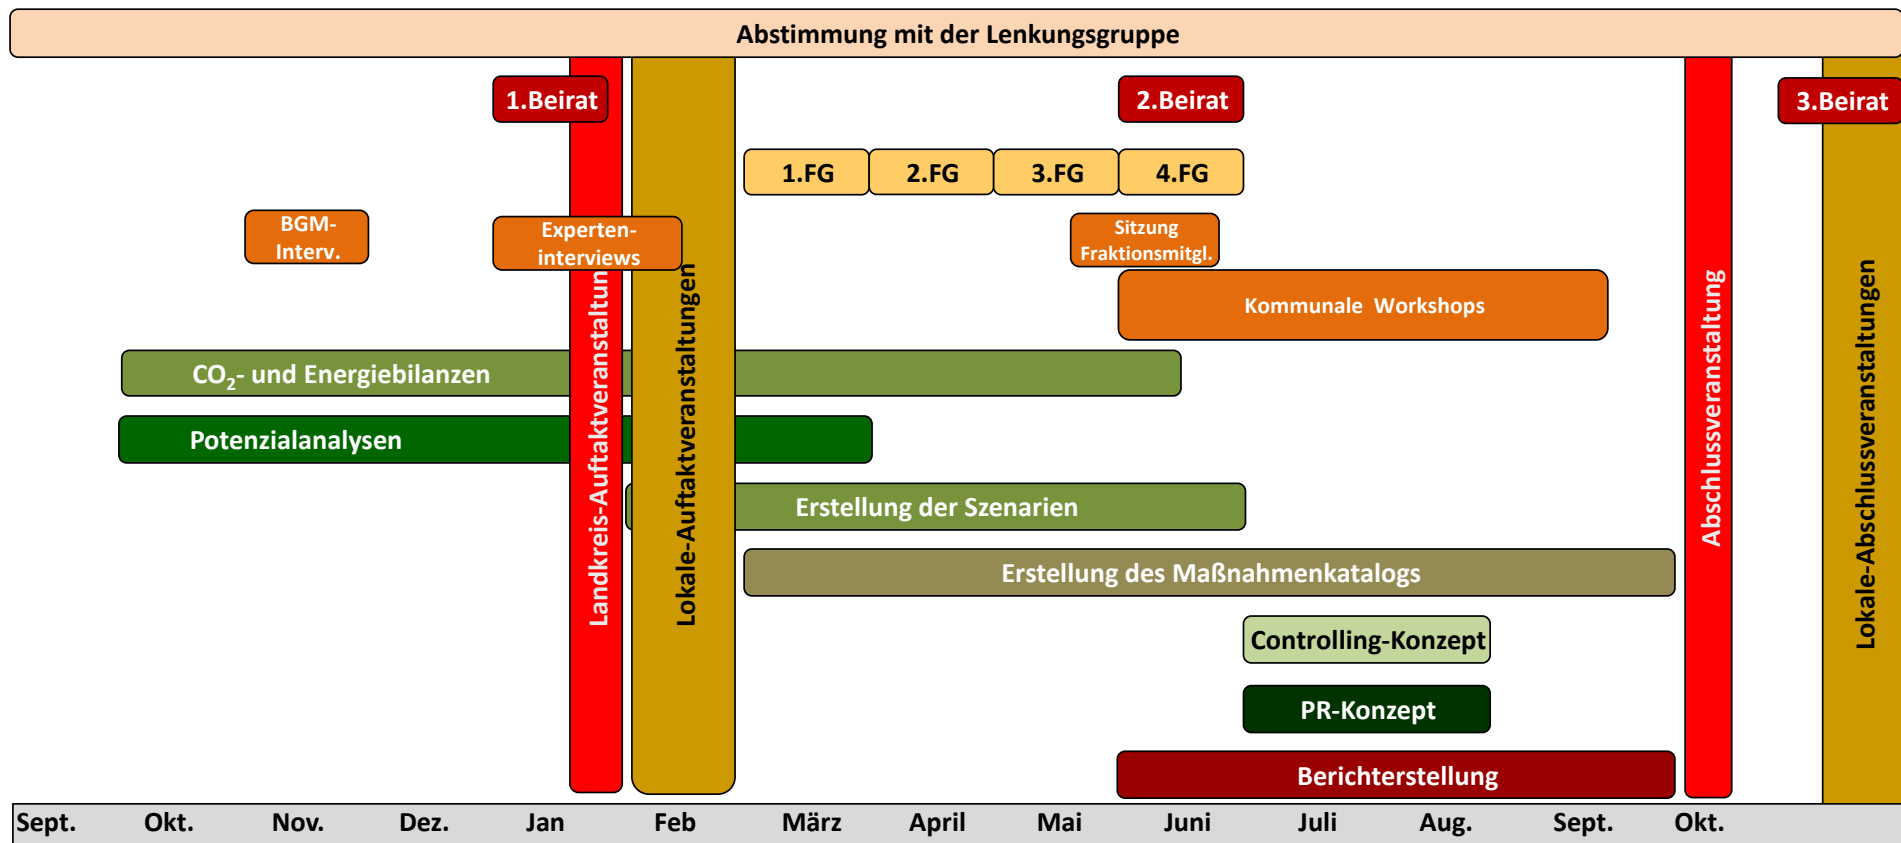 Abstimmung mit der Lenkungsgruppe
1.Beirat
2.Beirat
3.Beirat
1.FG
2.FG
3.FG
4.FG
BGM-
Interv.
Experten-
interviews
Sitzung
Fraktionsmitgl.
Kommunale Workshops
CO₂- und Energiebilanzen
Potenzialanalysen
Erstellung der Szenarien
Erstellung des Maßnahmenkatalogs
Controlling-Konzept
PR-Konzept
Berichterstellung
Landkreis-Auftaktveranstaltun
Lokale-Auftaktveranstaltungen
Abschlussveranstaltung
Lokale-Abschlussveranstaltungen
Sept. Okt. Nov. Dez. Jan Feb März April Mai Juni Juli Aug. Sept. Okt.